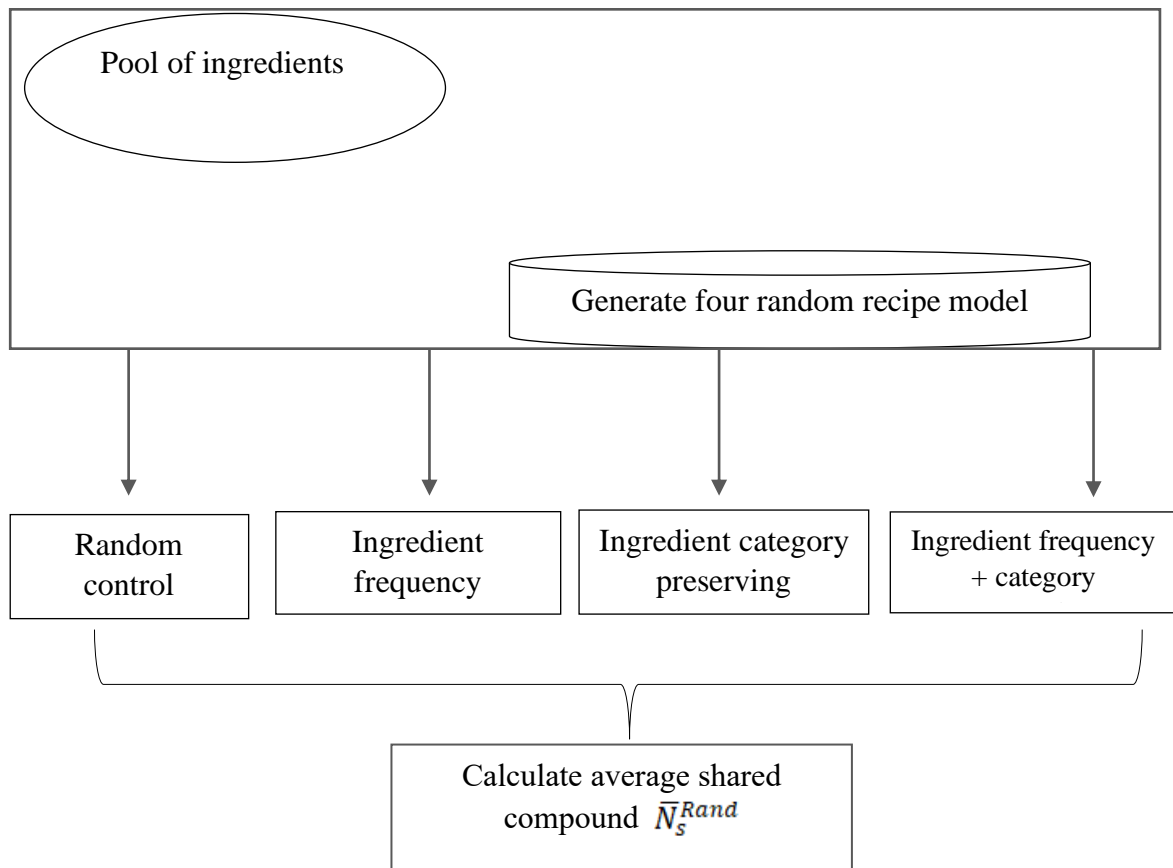 Pool of ingredients
Generate four random recipe model
Random
control
Ingredient
frequency
Ingredient category
preserving
Ingredient frequency
+ category
Calculate average shared
compound N̅ₛᴿᵃⁿᵈ